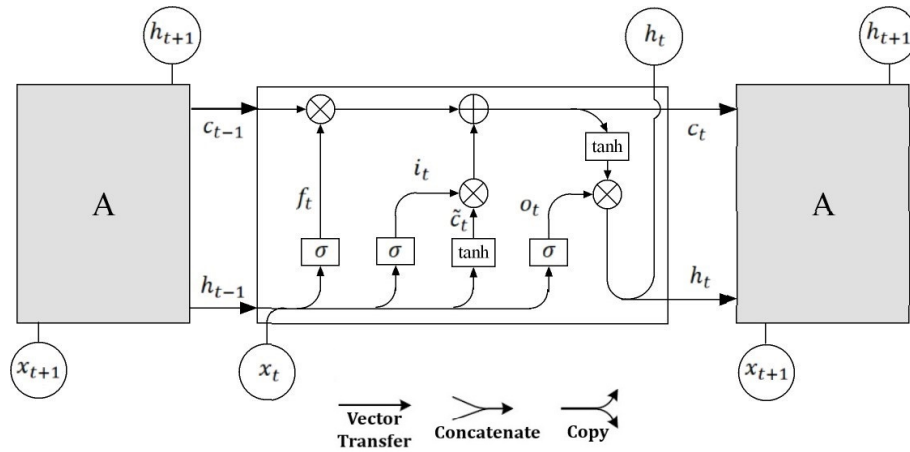 h_{t+1}
h_t
h_{t+1}
c_{t-1}
c_t
tanh
A
i_t
A
f_t
c̃_t
o_t
σ
σ
tanh
σ
h_{t-1}
h_t
x_{t+1}
x_t
x_{t+1}
Vector
Transfer
Concatenate
Copy